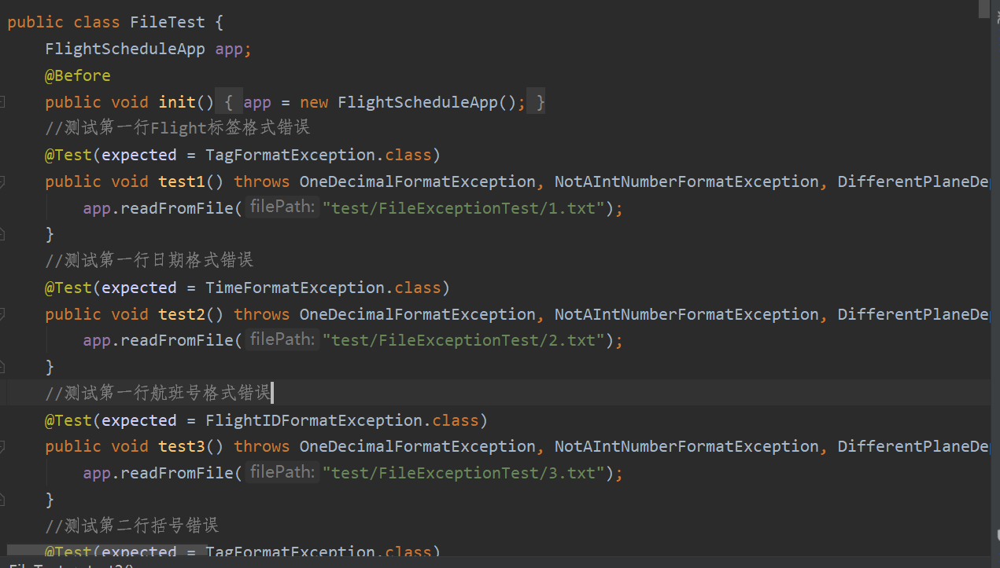 public class FileTest {
FlightScheduleApp app;
@Before
public void init() { app = new FlightScheduleApp(); }
//测试第一行Flight标签格式错误
@Test(expected = TagFormatException.class)
public void test1() throws OneDecimalFormatException, NotAIntNumberFormatException, DifferentPlaneDe
app.readFromFile( filePath: "test/FileExceptionTest/1.txt");
}
//测试第一行日期格式错误
@Test(expected = TimeFormatException.class)
public void test2() throws OneDecimalFormatException, NotAIntNumberFormatException, DifferentPlaneDe
app.readFromFile( filePath: "test/FileExceptionTest/2.txt");
}
//测试第一行航班号格式错误
@Test(expected = FlightIDFormatException.class)
public void test3() throws OneDecimalFormatException, NotAIntNumberFormatException, DifferentPlaneDe
app.readFromFile( filePath: "test/FileExceptionTest/3.txt");
}
//测试第二行括号错误
@Test(expected = TagFormatException.class)